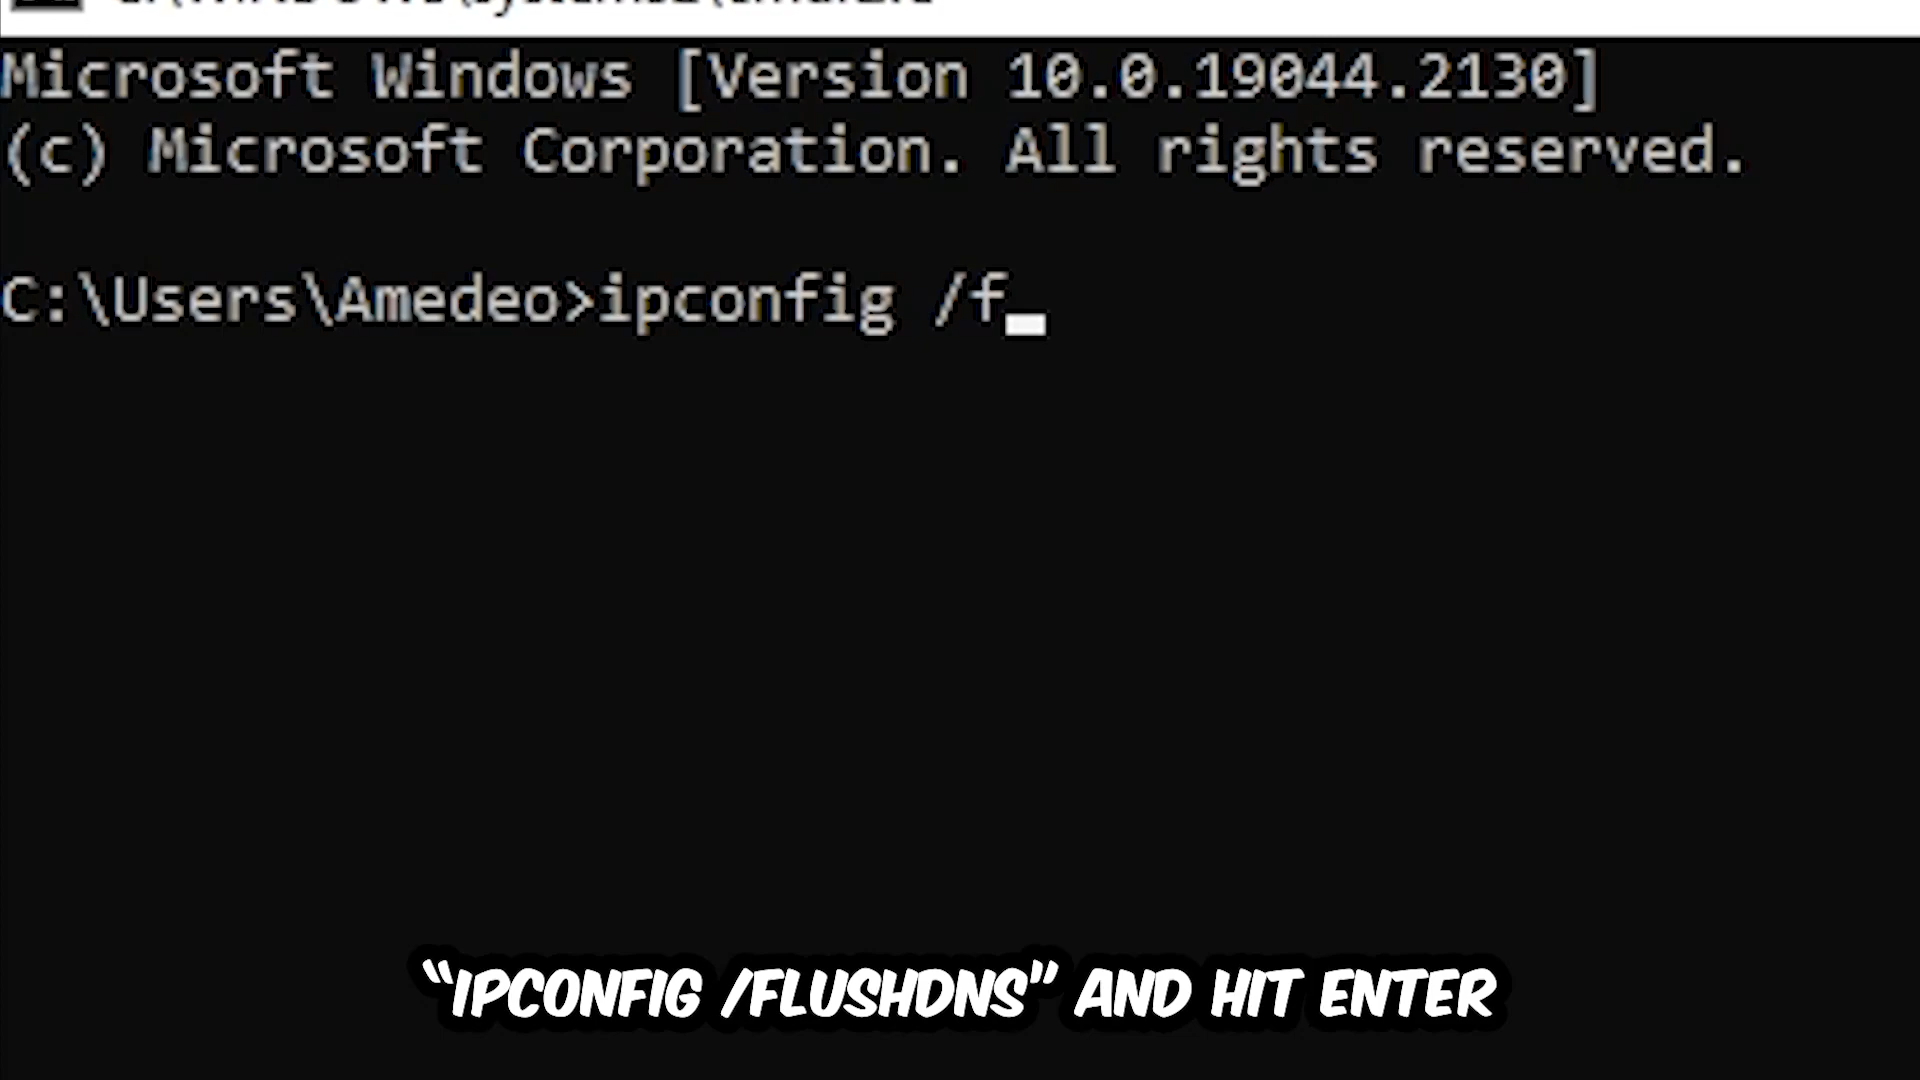 Microsoft Windows [Version 10.0.19044.2130]
(c) Microsoft Corporation. All rights reserved.
C:\Users\Amedeo>ipconfig /f
“IPCONFIG /FLUSHDNS” AND HIT ENTER